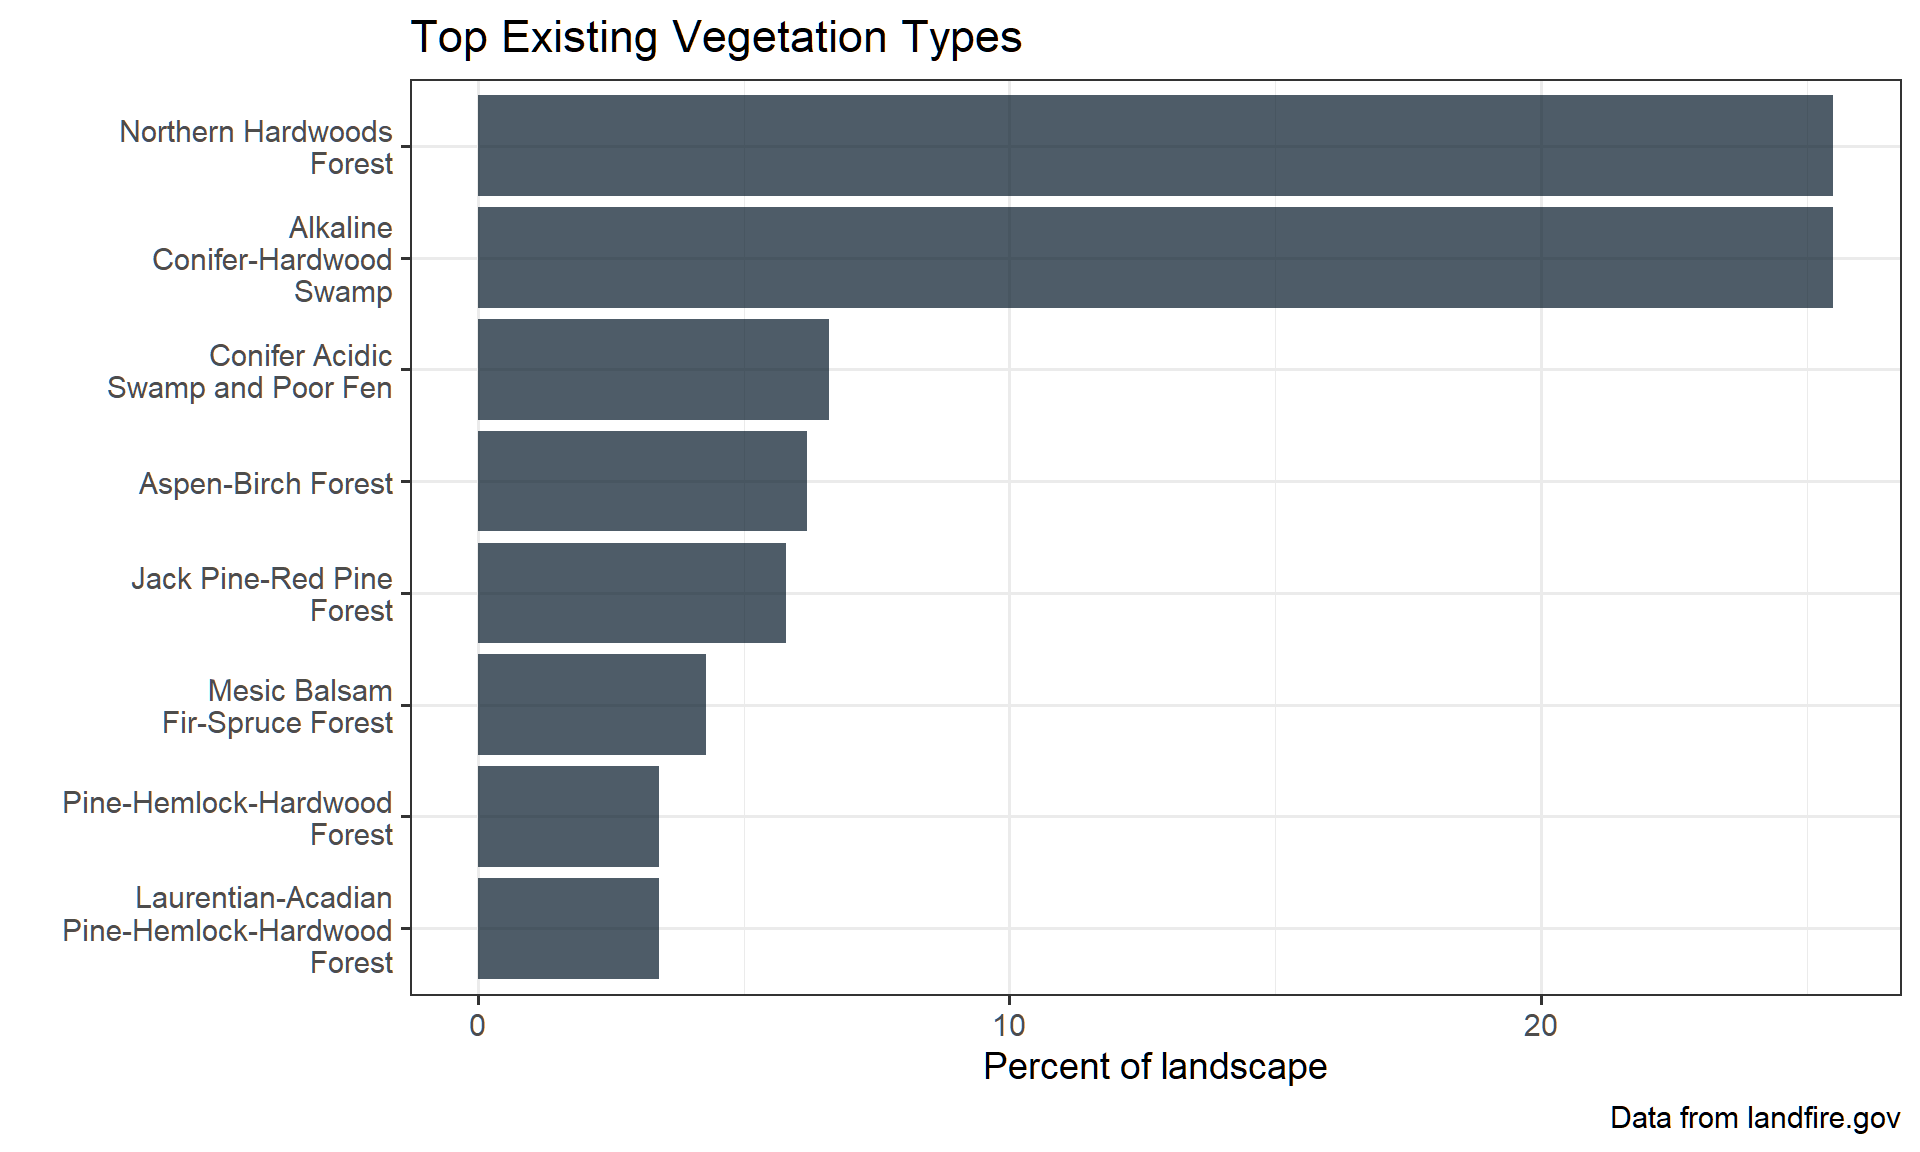 Top Existing Vegetation Types
Northern Hardwoods
Forest
Alkaline
Conifer-Hardwood
Swamp
Conifer Acidic
Swamp and Poor Fen
Aspen-Birch Forest
Jack Pine-Red Pine
Forest
Mesic Balsam
Fir-Spruce Forest
Pine-Hemlock-Hardwood
Forest
Laurentian-Acadian
Pine-Hemlock-Hardwood
Forest
0 10 20
Percent of landscape
Data from landfire.gov